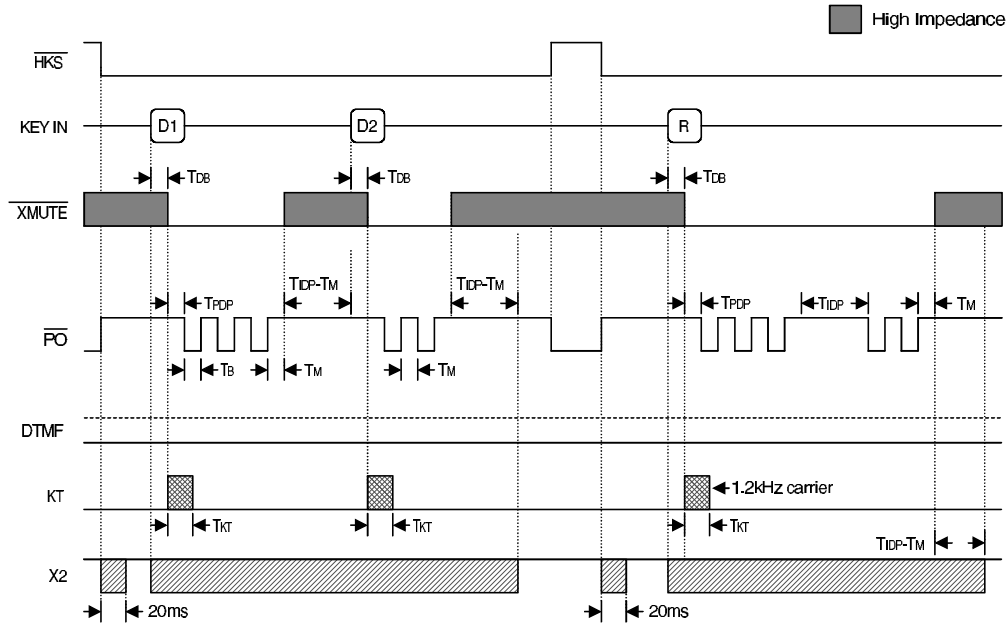 High Impedance
HKS
KEY IN
D1
D2
R
TDB
TDB
TDB
XMUTE
TIDP-TM
TIDP-TM
TPDP
TPDP
TIDP
TM
PO
TB
TM
TM
DTMF
KT
1.2kHz carrier
TKT
TKT
TKT
TIDP-TM
X2
20ms
20ms